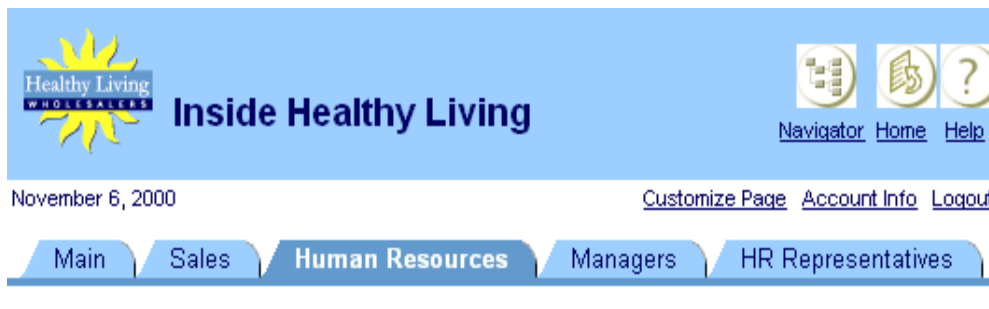 Healthy Living
WHOLESALERS
Inside Healthy Living
?
Navigator Home Help
November 6, 2000
Customize Page Account Info Logout
Main Sales Human Resources Managers HR Representatives